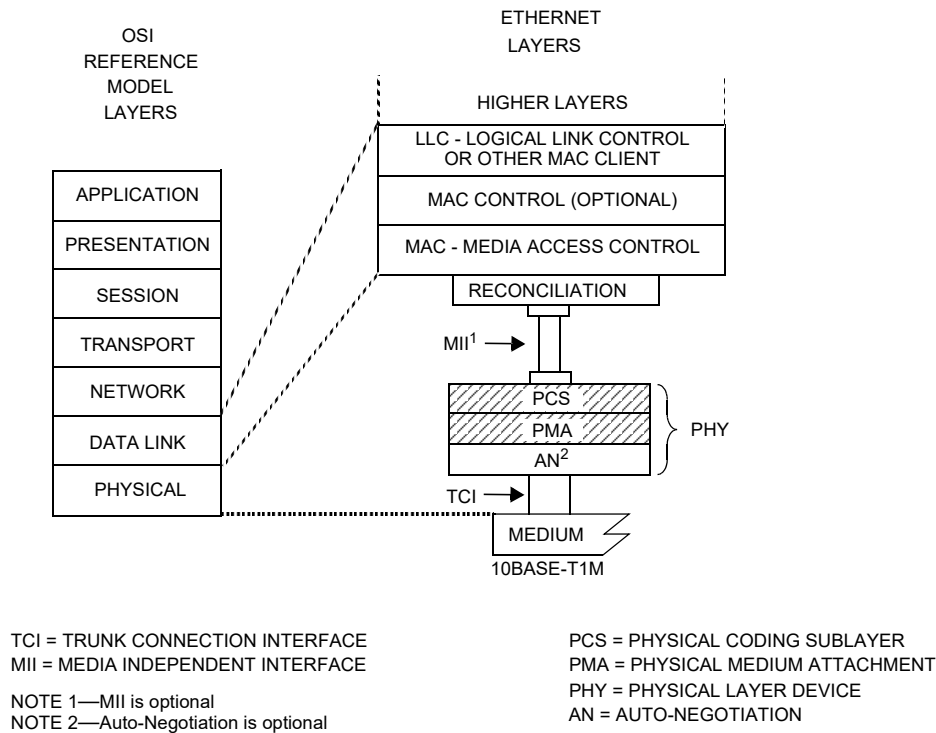 OSI
REFERENCE
MODEL
LAYERS
APPLICATION
PRESENTATION
SESSION
TRANSPORT
NETWORK
DATA LINK
PHYSICAL
ETHERNET
LAYERS
HIGHER LAYERS
LLC - LOGICAL LINK CONTROL
OR OTHER MAC CLIENT
MAC CONTROL (OPTIONAL)
MAC - MEDIA ACCESS CONTROL
RECONCILIATION
MII¹
PCS
PMA
AN²
PHY
TCI
MEDIUM
10BASE-T1M
TCI = TRUNK CONNECTION INTERFACE
MII = MEDIA INDEPENDENT INTERFACE
NOTE 1—MII is optional
NOTE 2—Auto-Negotiation is optional
PCS = PHYSICAL CODING SUBLAYER
PMA = PHYSICAL MEDIUM ATTACHMENT
PHY = PHYSICAL LAYER DEVICE
AN = AUTO-NEGOTIATION